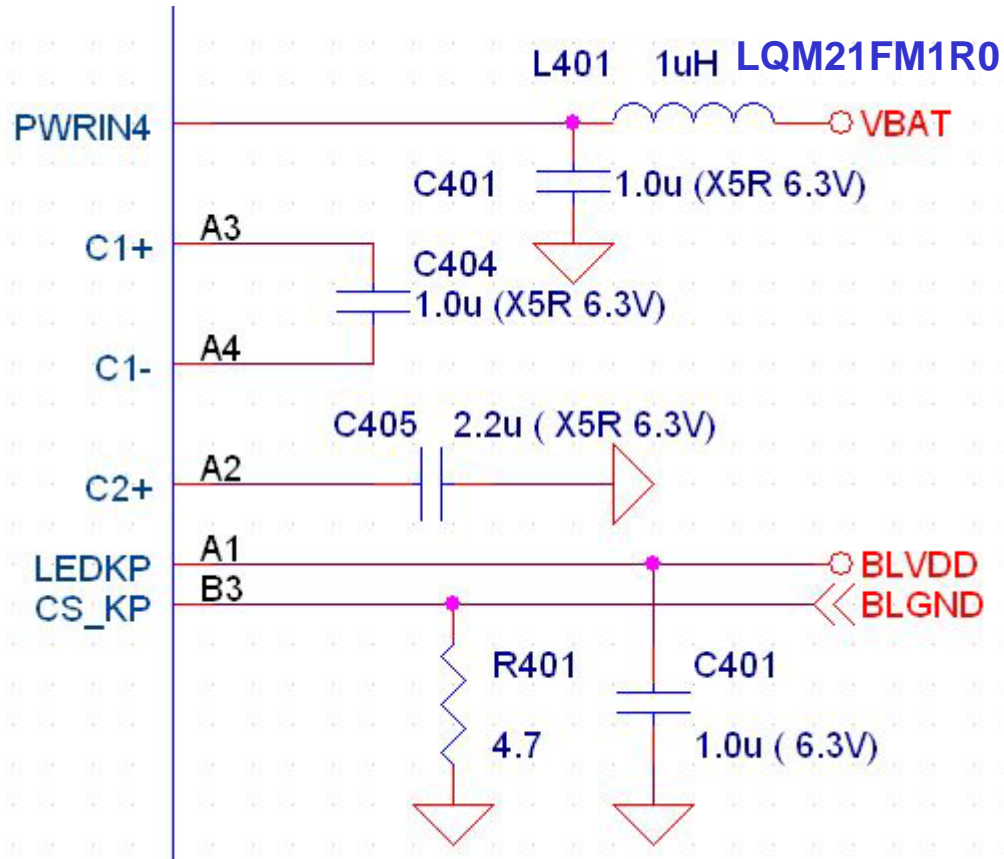 LQM21FM1R0
L401 1uH
PWRIN4
VBAT
C401 1.0u (X5R 6.3V)
A3
C1+
C404
1.0u (X5R 6.3V)
A4
C1-
C405 2.2u ( X5R 6.3V)
A2
C2+
A1
LEDKP
BLVDD
B3
CS_KP
BLGND
R401
C401
4.7
1.0u ( 6.3V)